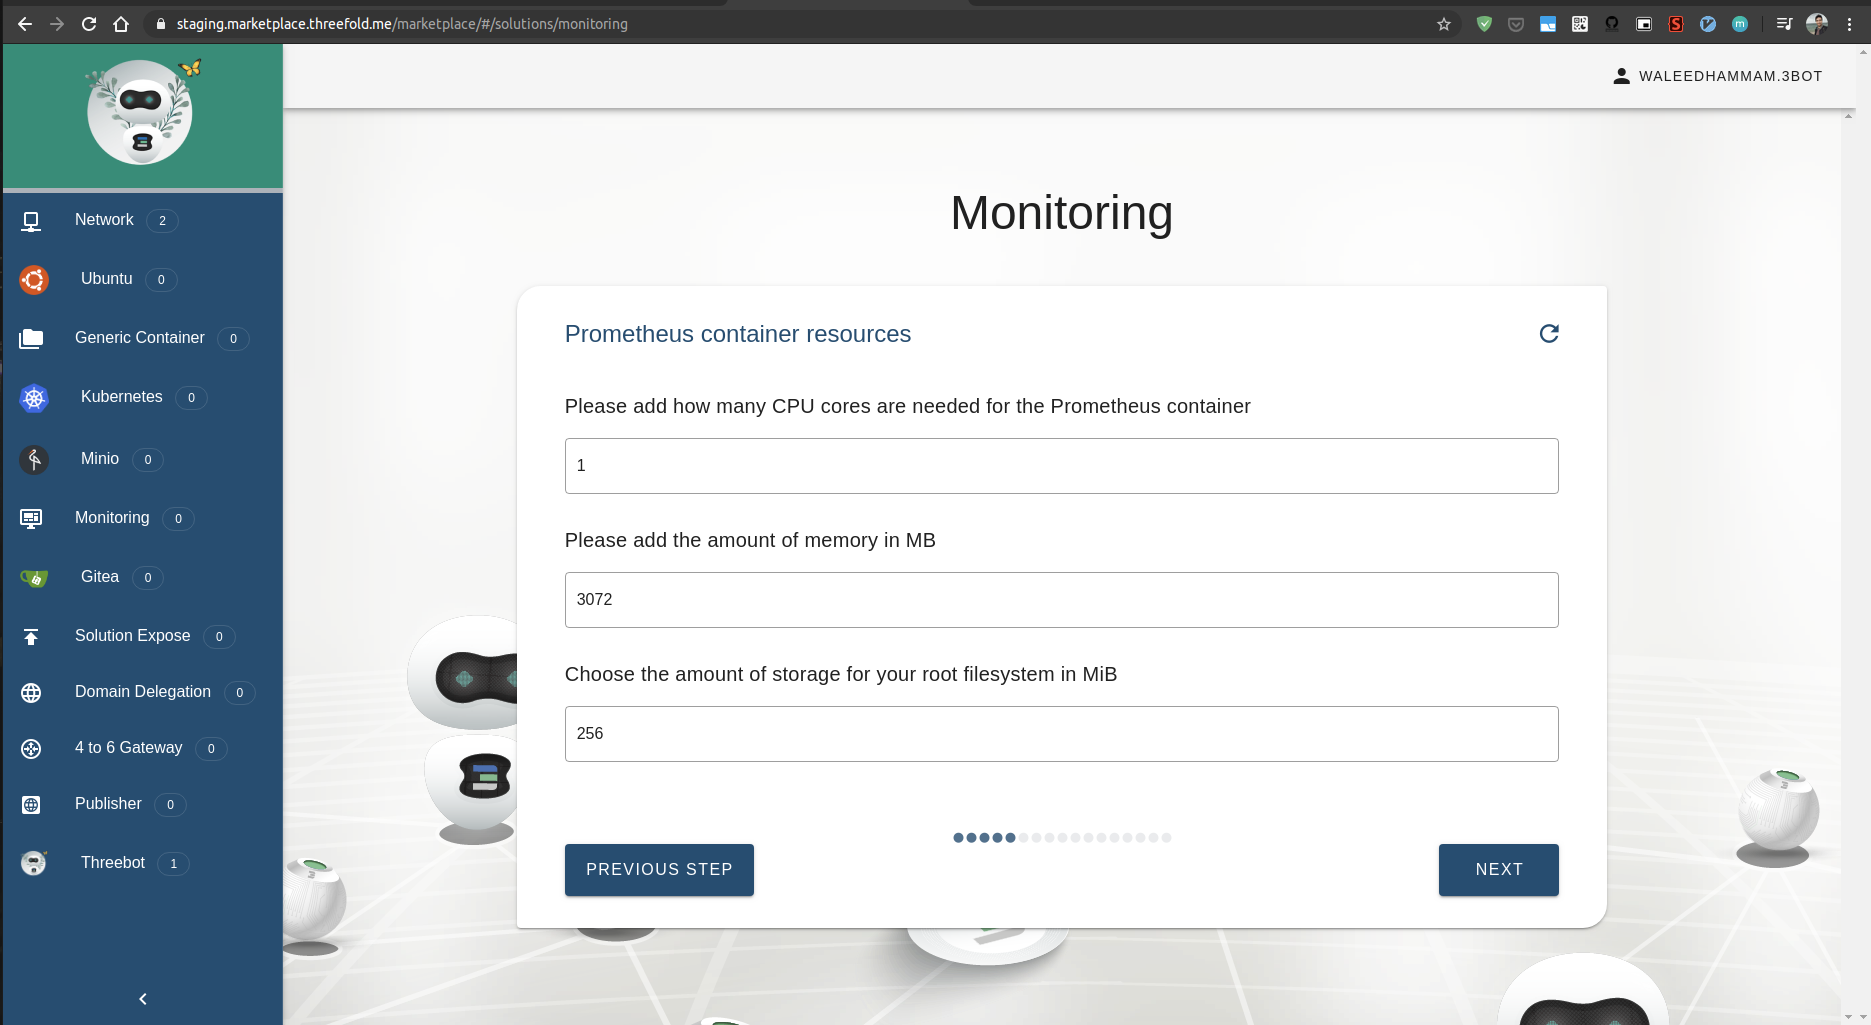 staging.marketplace.threefold.me/marketplace/#/solutions/monitoring
WALEEDHAMMAM.3BOT
Network 2
Ubuntu 0
Generic Container 0
Kubernetes 0
Minio 0
Monitoring 0
Gitea 0
Solution Expose 0
Domain Delegation 0
4 to 6 Gateway 0
Publisher 0
Threebot 1
Monitoring
Prometheus container resources
Please add how many CPU cores are needed for the Prometheus container
1
Please add the amount of memory in MB
3072
Choose the amount of storage for your root filesystem in MiB
256
PREVIOUS STEP
NEXT